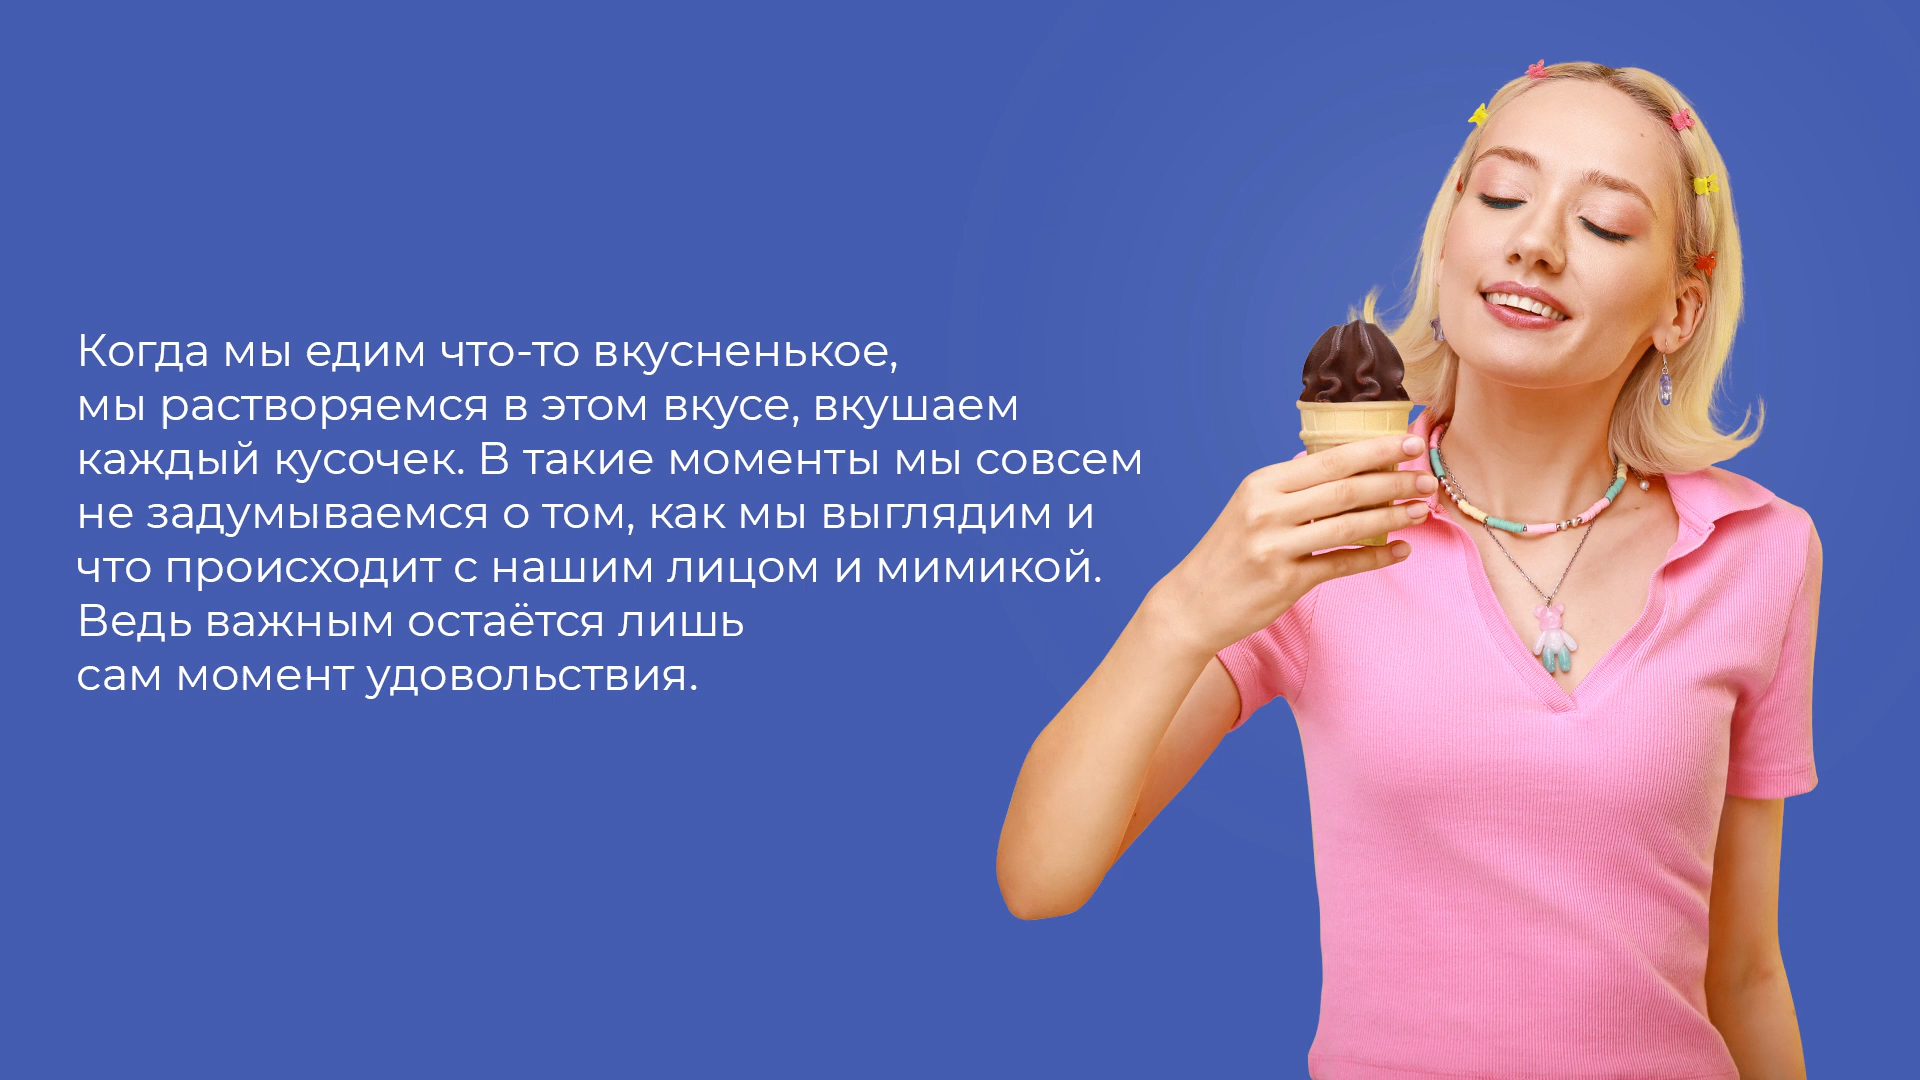 Когда мы едим что-то вкусненькое,
мы растворяемся в этом вкусе, вкушаем
каждый кусочек. В такие моменты мы совсем
не задумываемся о том, как мы выглядим и
что происходит с нашим лицом и мимикой.
Ведь важным остаётся лишь
сам момент удовольствия.